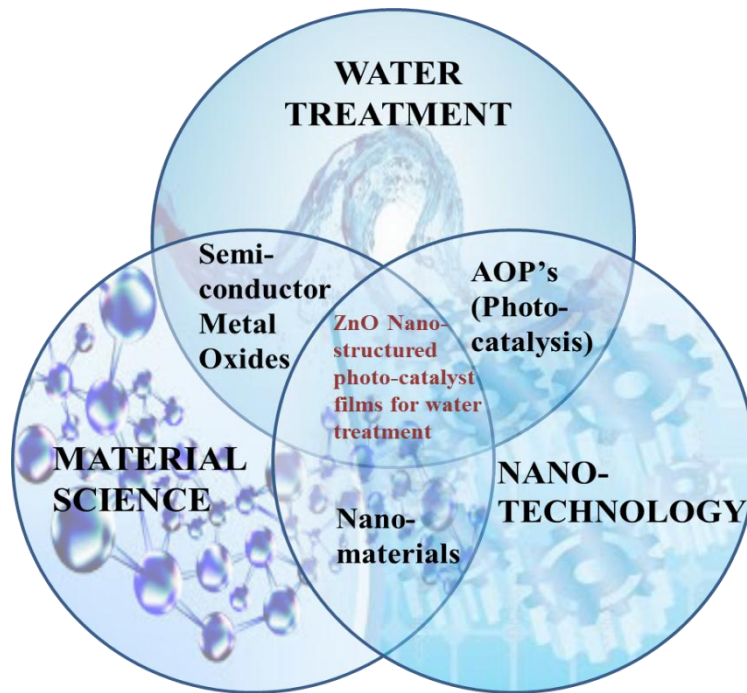 WATER
TREATMENT
Semi-
conductor
Metal
Oxides
AOP's
(Photo-
catalysis)
ZnO Nano-
structured
photo-catalyst
films for water
treatment
MATERIAL
SCIENCE
NANO-
TECHNOLOGY
Nano-
materials